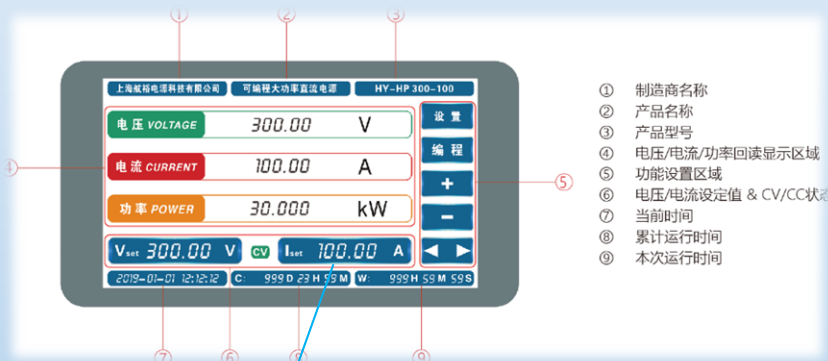 ① ② ③
上海航裕电源科技有限公司 可编程大功率直流电源 HY-HP 300-100
电压 VOLTAGE 300.00 V
设置
电流 CURRENT 100.00 A
编程
+
功率 POWER 30.000 kW
-
Vset 300.00 V CV Iset 100.00 A
2019-01-01 12:12:12 C: 999 D 23 H 59 M W: 999 H 59 M 59 S
④
⑤
⑦ ⑥ ⑧ ⑨
① 制造商名称
② 产品名称
③ 产品型号
④ 电压/电流/功率回读显示区域
⑤ 功能设置区域
⑥ 电压/电流设定值 & CV/CC状态
⑦ 当前时间
⑧ 累计运行时间
⑨ 本次运行时间